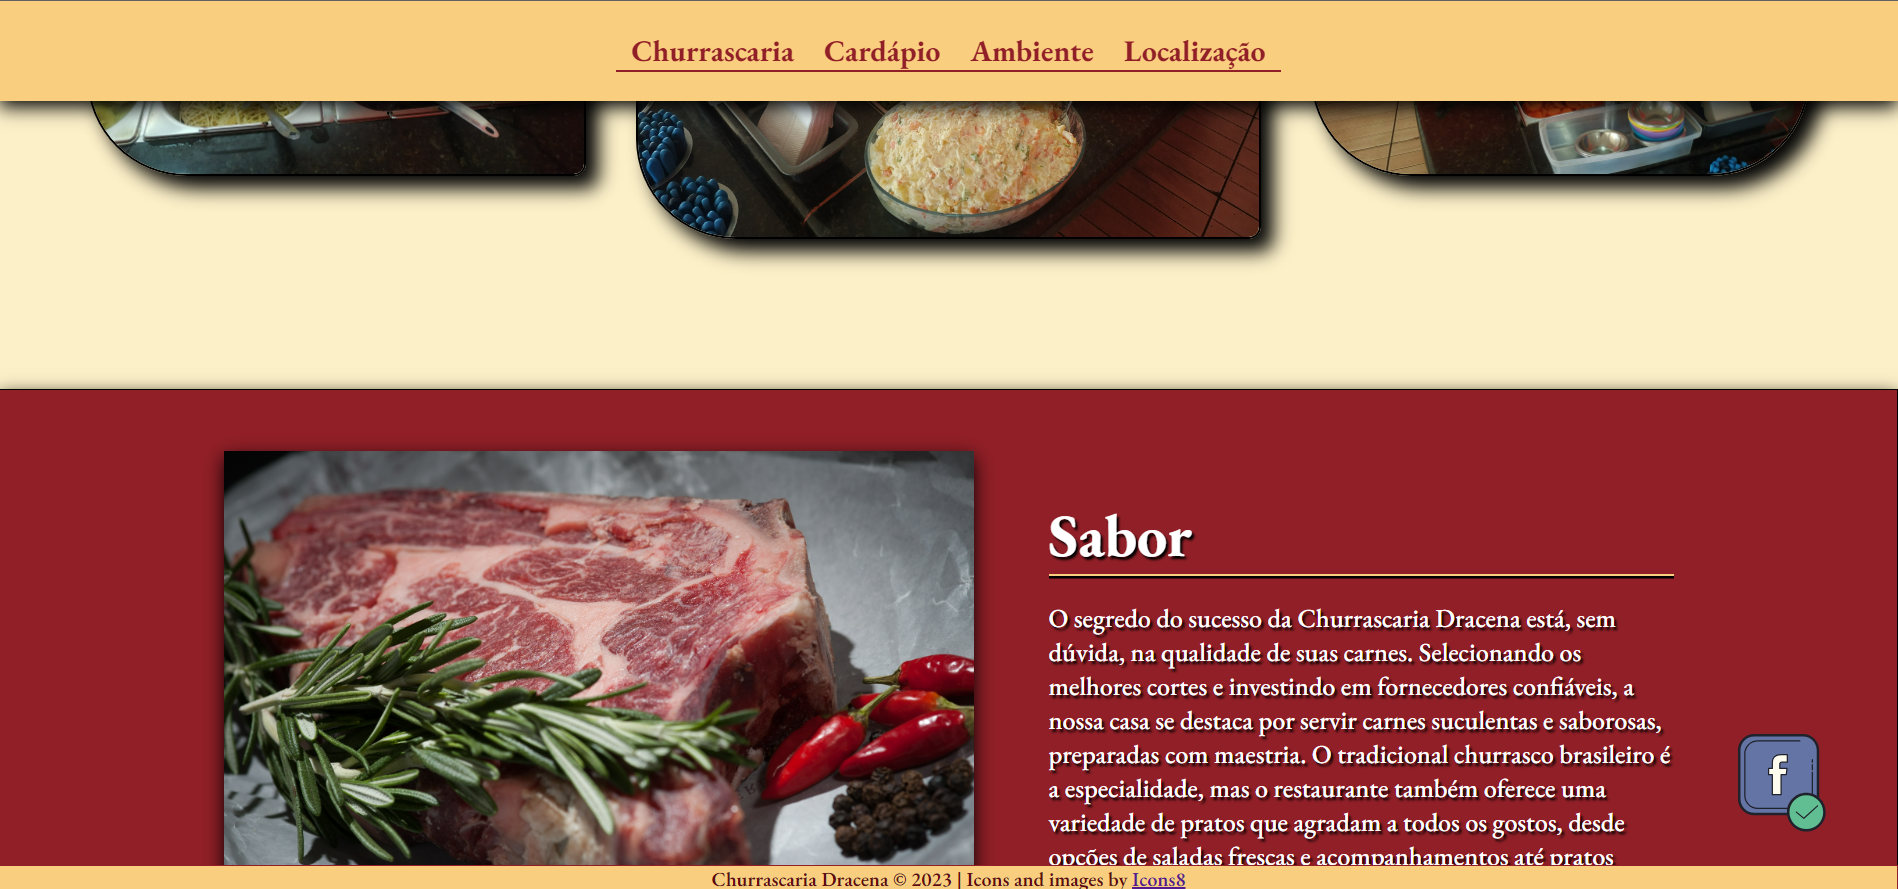 Churrascaria Cardápio Ambiente Localização
Sabor
O segredo do sucesso da Churrascaria Dracena está, sem
dúvida, na qualidade de suas carnes. Selecionando os
melhores cortes e investindo em fornecedores confiáveis, a
nossa casa se destaca por servir carnes suculentas e saborosas,
preparadas com maestria. O tradicional churrasco brasileiro é
a especialidade, mas o restaurante também oferece uma
variedade de pratos que agradam a todos os gostos, desde
opções de saladas frescas e acompanhamentos até pratos
f
Churrascaria Dracena © 2023 | Icons and images by Icons8